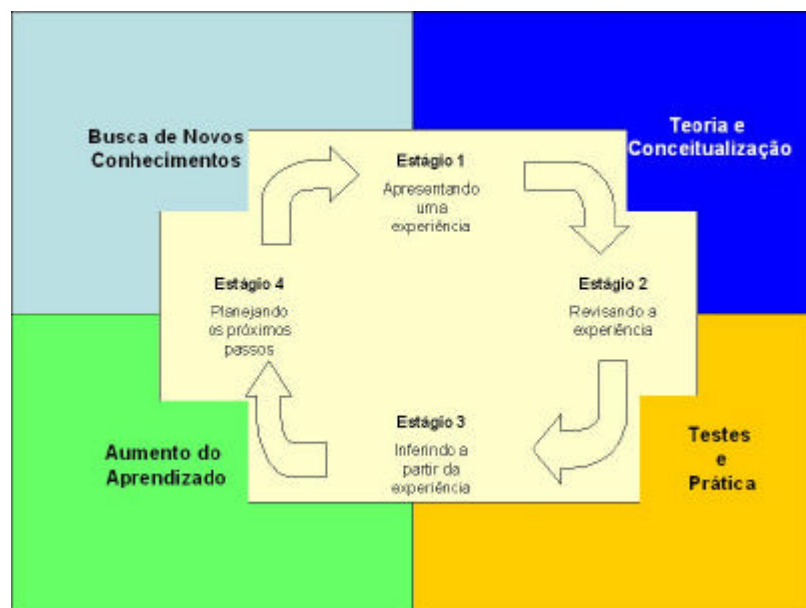 Busca de Novos
Conhecimentos
Teoria e
Conceitualização
Estágio 1
Apresentando
uma
experiência
Estágio 4
Planejando
os próximos
passos
Estágio 2
Revisando a
experiência
Estágio 3
Inferindo a
partir da
experiência
Aumento do
Aprendizado
Testes
e
Prática